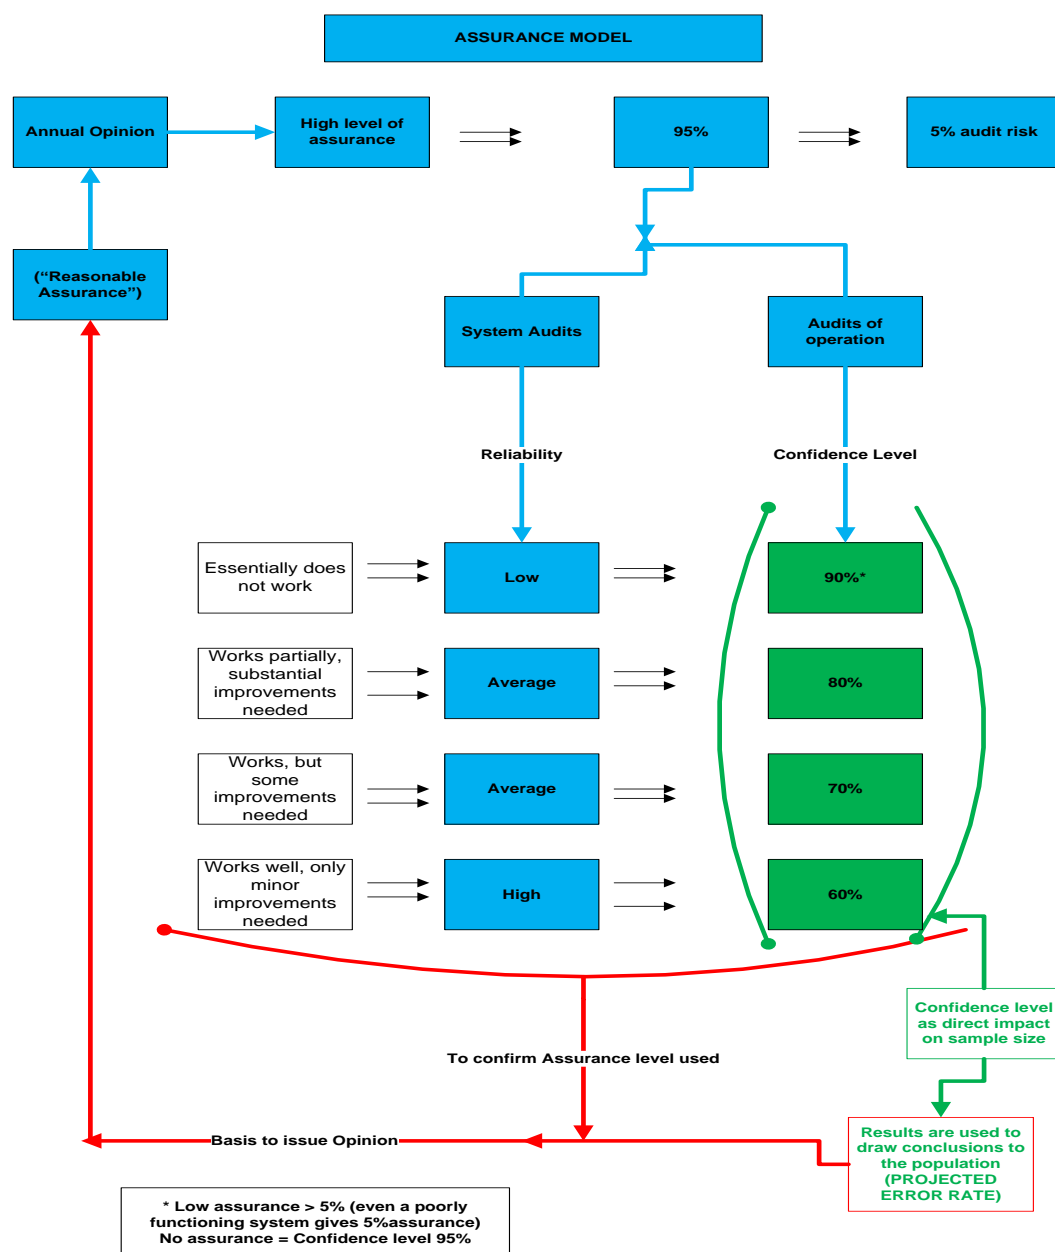 ASSURANCE MODEL
Annual Opinion
High level of
assurance
95%
5% audit risk
(“Reasonable
Assurance”)
System Audits
Audits of
operation
Reliability
Confidence Level
Essentially does
not work
Low
90%*
Works partially,
substantial
improvements
needed
Average
80%
Works, but
some
improvements
needed
Average
70%
Works well, only
minor
improvements
needed
High
60%
Confidence level
as direct impact
on sample size
To confirm Assurance level used
Basis to issue Opinion
Results are used to
draw conclusions to
the population
(PROJECTED
ERROR RATE)
* Low assurance > 5% (even a poorly
functioning system gives 5%assurance)
No assurance = Confidence level 95%